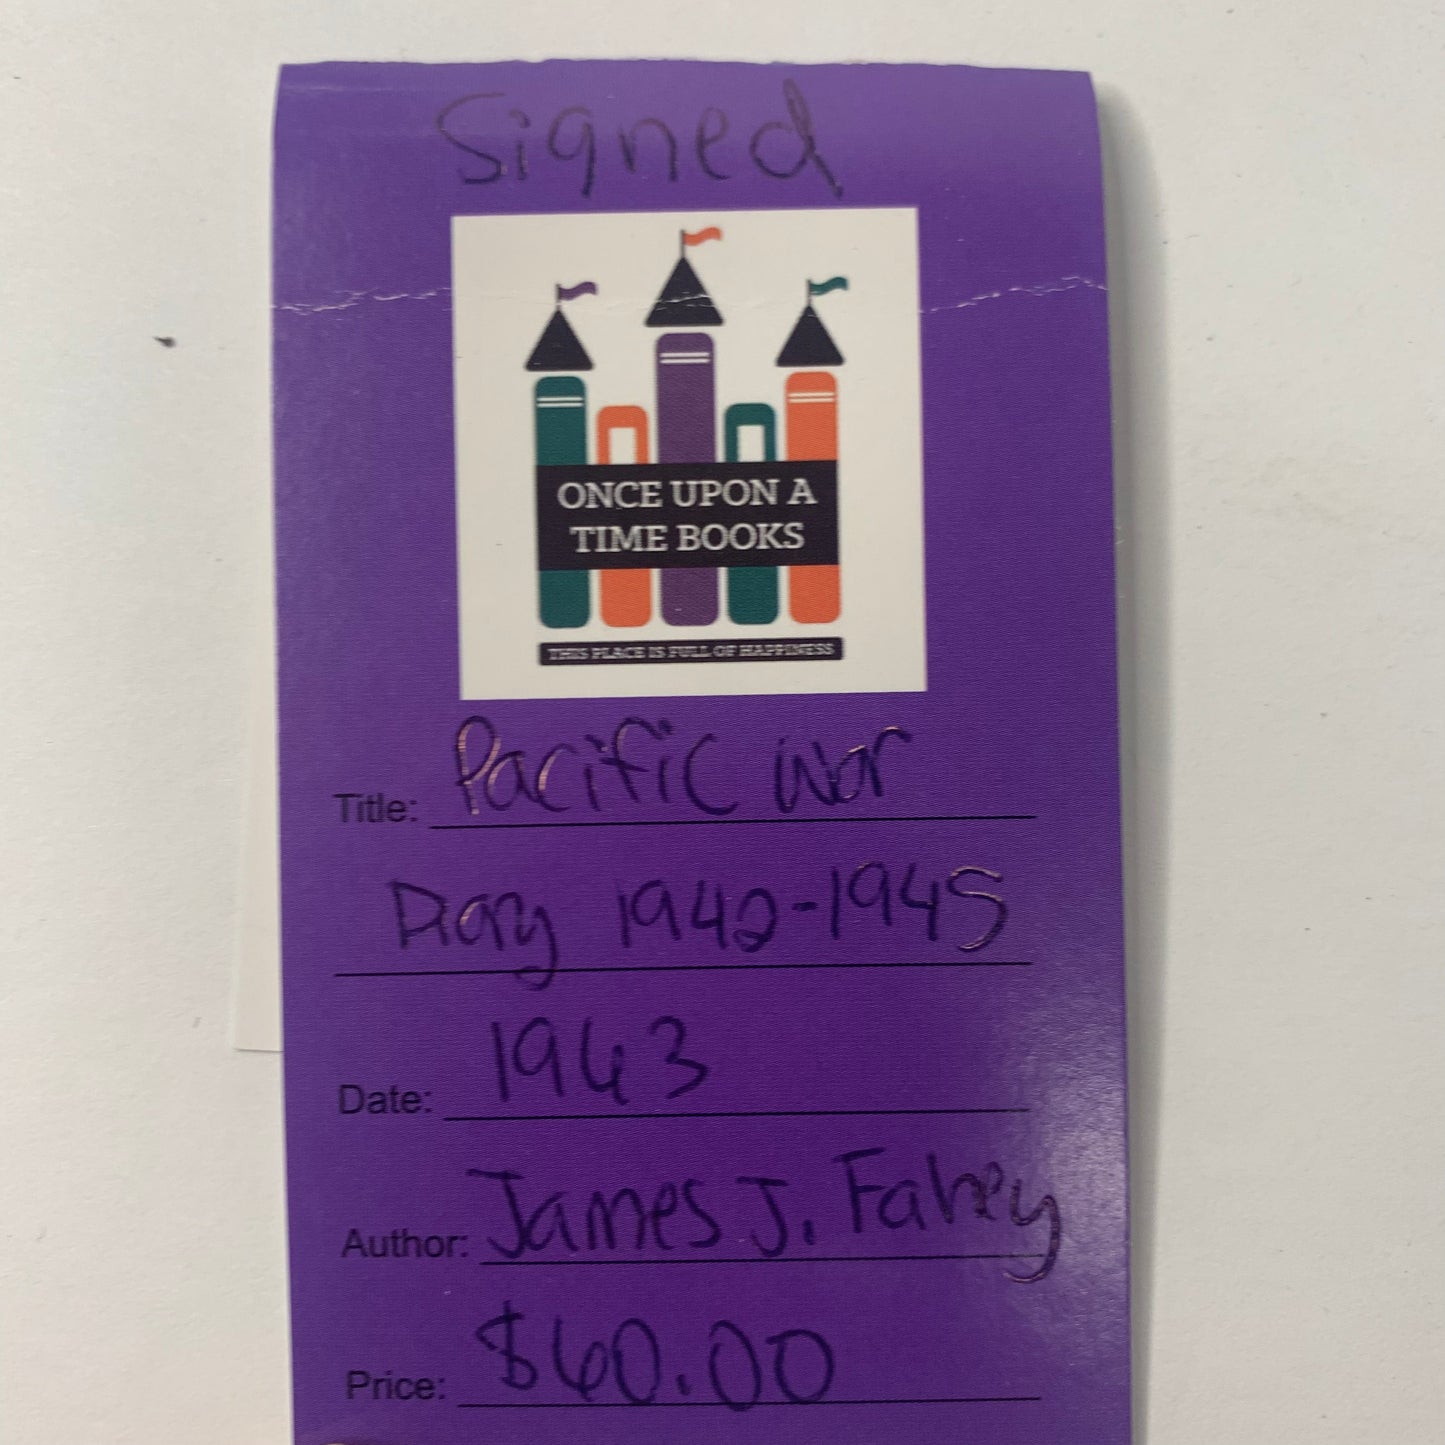 Signed
ONCE UPON A
TIME BOOKS
THIS PLACE IS FULL OF HAPPINESS
Title: Pacific War
Diary 1942-1945
Date: 1963
Author: James J. Fahey
Price: $60.00